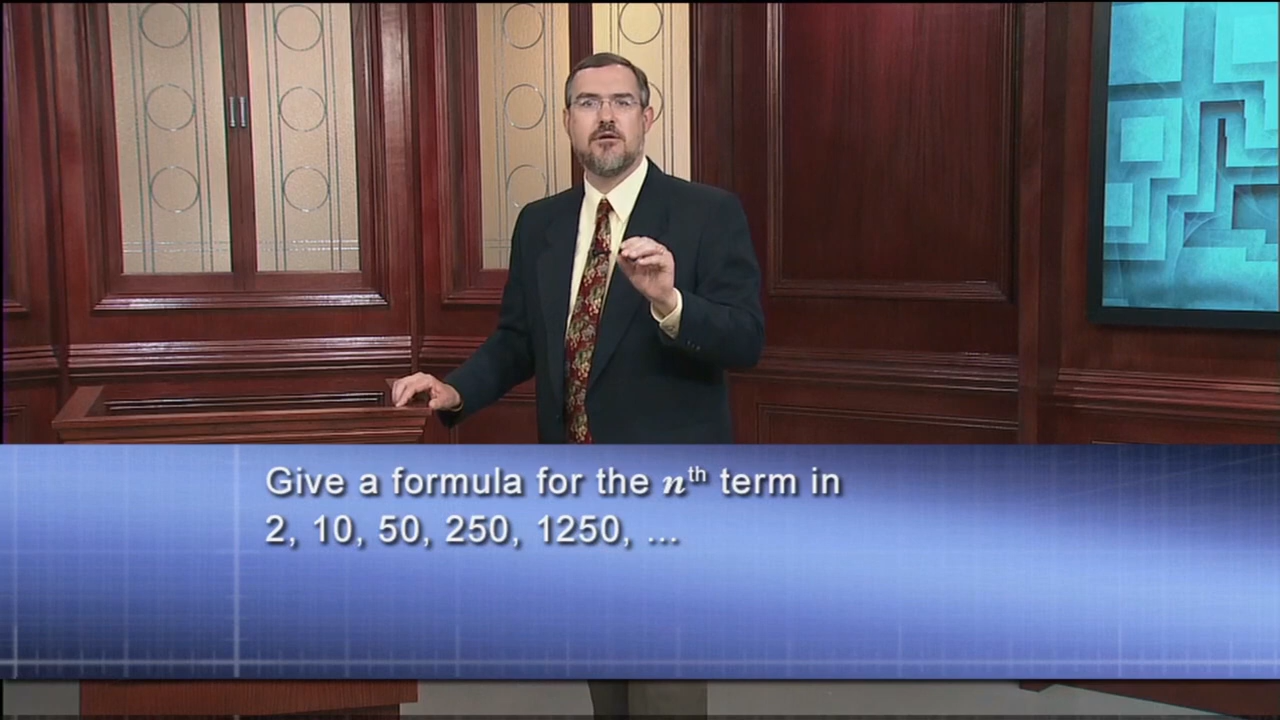 Give a formula for the nth term in
2, 10, 50, 250, 1250, ...